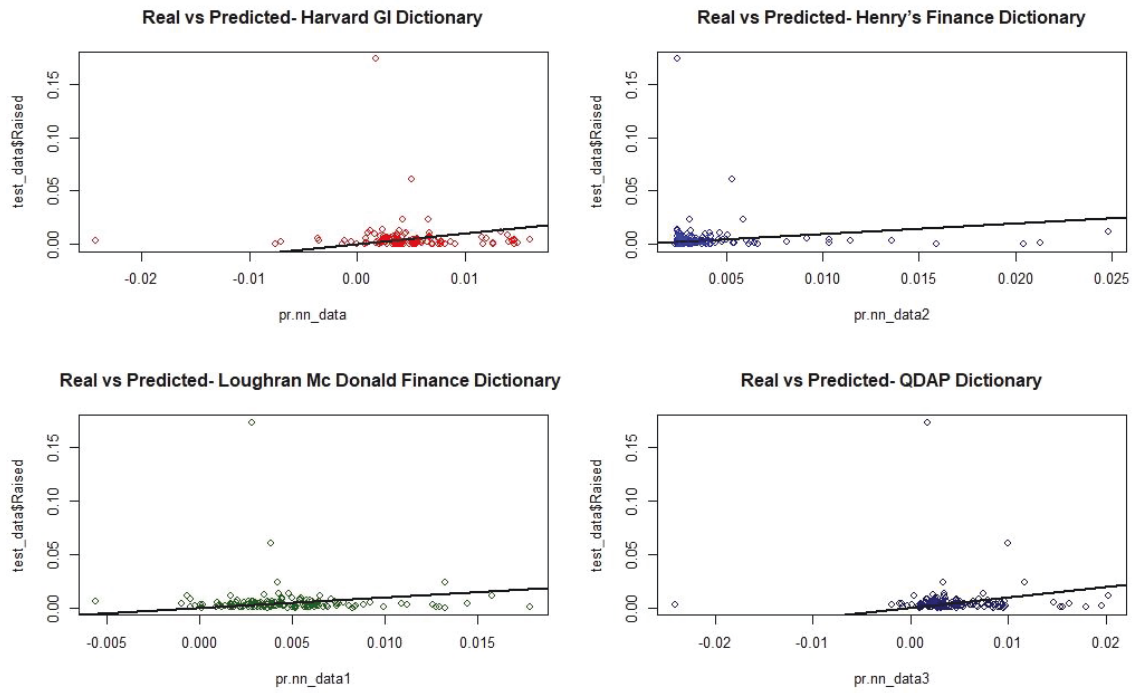 Real vs Predicted- Harvard GI Dictionary
test_data$Raised
0.15
0.10
0.05
0.00
-0.02 -0.01 0.00 0.01
pr.nn_data
Real vs Predicted- Henry's Finance Dictionary
test_data$Raised
0.15
0.10
0.05
0.00
0.005 0.010 0.015 0.020 0.025
pr.nn_data2
Real vs Predicted- Loughran Mc Donald Finance Dictionary
test_data$Raised
0.15
0.10
0.05
0.00
-0.005 0.000 0.005 0.010 0.015
pr.nn_data1
Real vs Predicted- QDAP Dictionary
test_data$Raised
0.15
0.10
0.05
0.00
-0.02 -0.01 0.00 0.01 0.02
pr.nn_data3